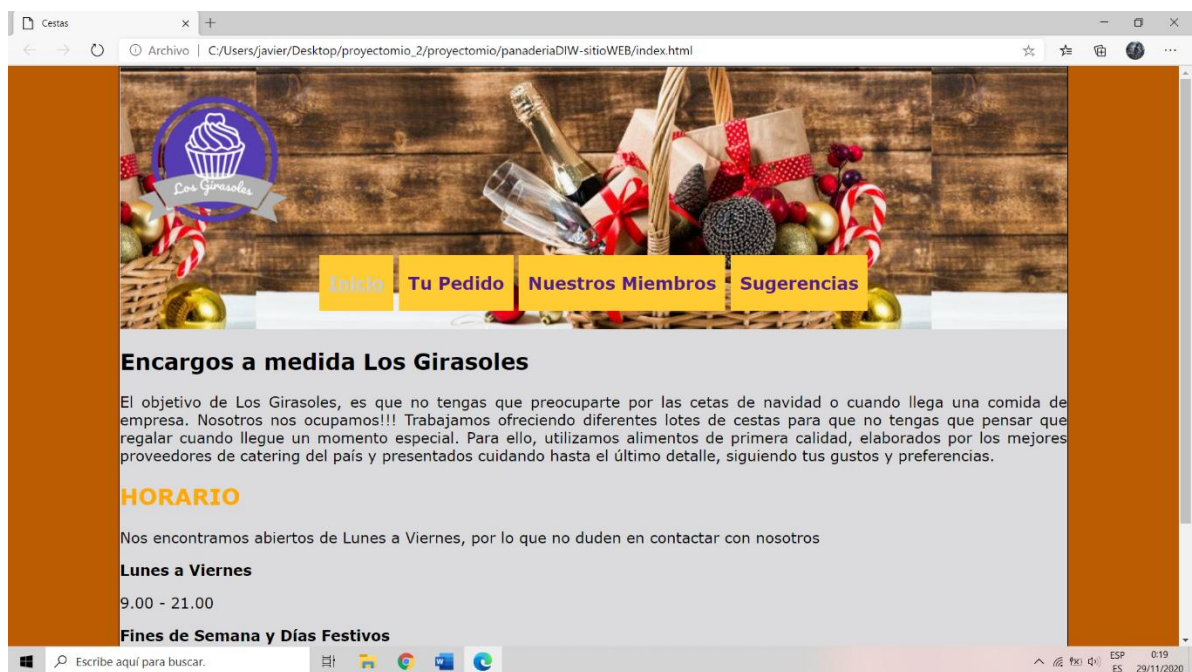 Cestas
Archivo | C:/Users/javier/Desktop/proyectomio_2/proyectomio/panaderiaDIW-sitioWEB/index.html
Los Girasoles
Inicio Tu Pedido Nuestros Miembros Sugerencias
Encargos a medida Los Girasoles
El objetivo de Los Girasoles, es que no tengas que preocuparte por las cetas de navidad o cuando llega una comida de
empresa. Nosotros nos ocupamos!!! Trabajamos ofreciendo diferentes lotes de cestas para que no tengas que pensar que
regalar cuando llegue un momento especial. Para ello, utilizamos alimentos de primera calidad, elaborados por los mejores
proveedores de catering del país y presentados cuidando hasta el último detalle, siguiendo tus gustos y preferencias.
HORARIO
Nos encontramos abiertos de Lunes a Viernes, por lo que no duden en contactar con nosotros
Lunes a Viernes
9.00 - 21.00
Fines de Semana y Días Festivos
Escribe aquí para buscar.
ESP 0:19
ES 29/11/2020